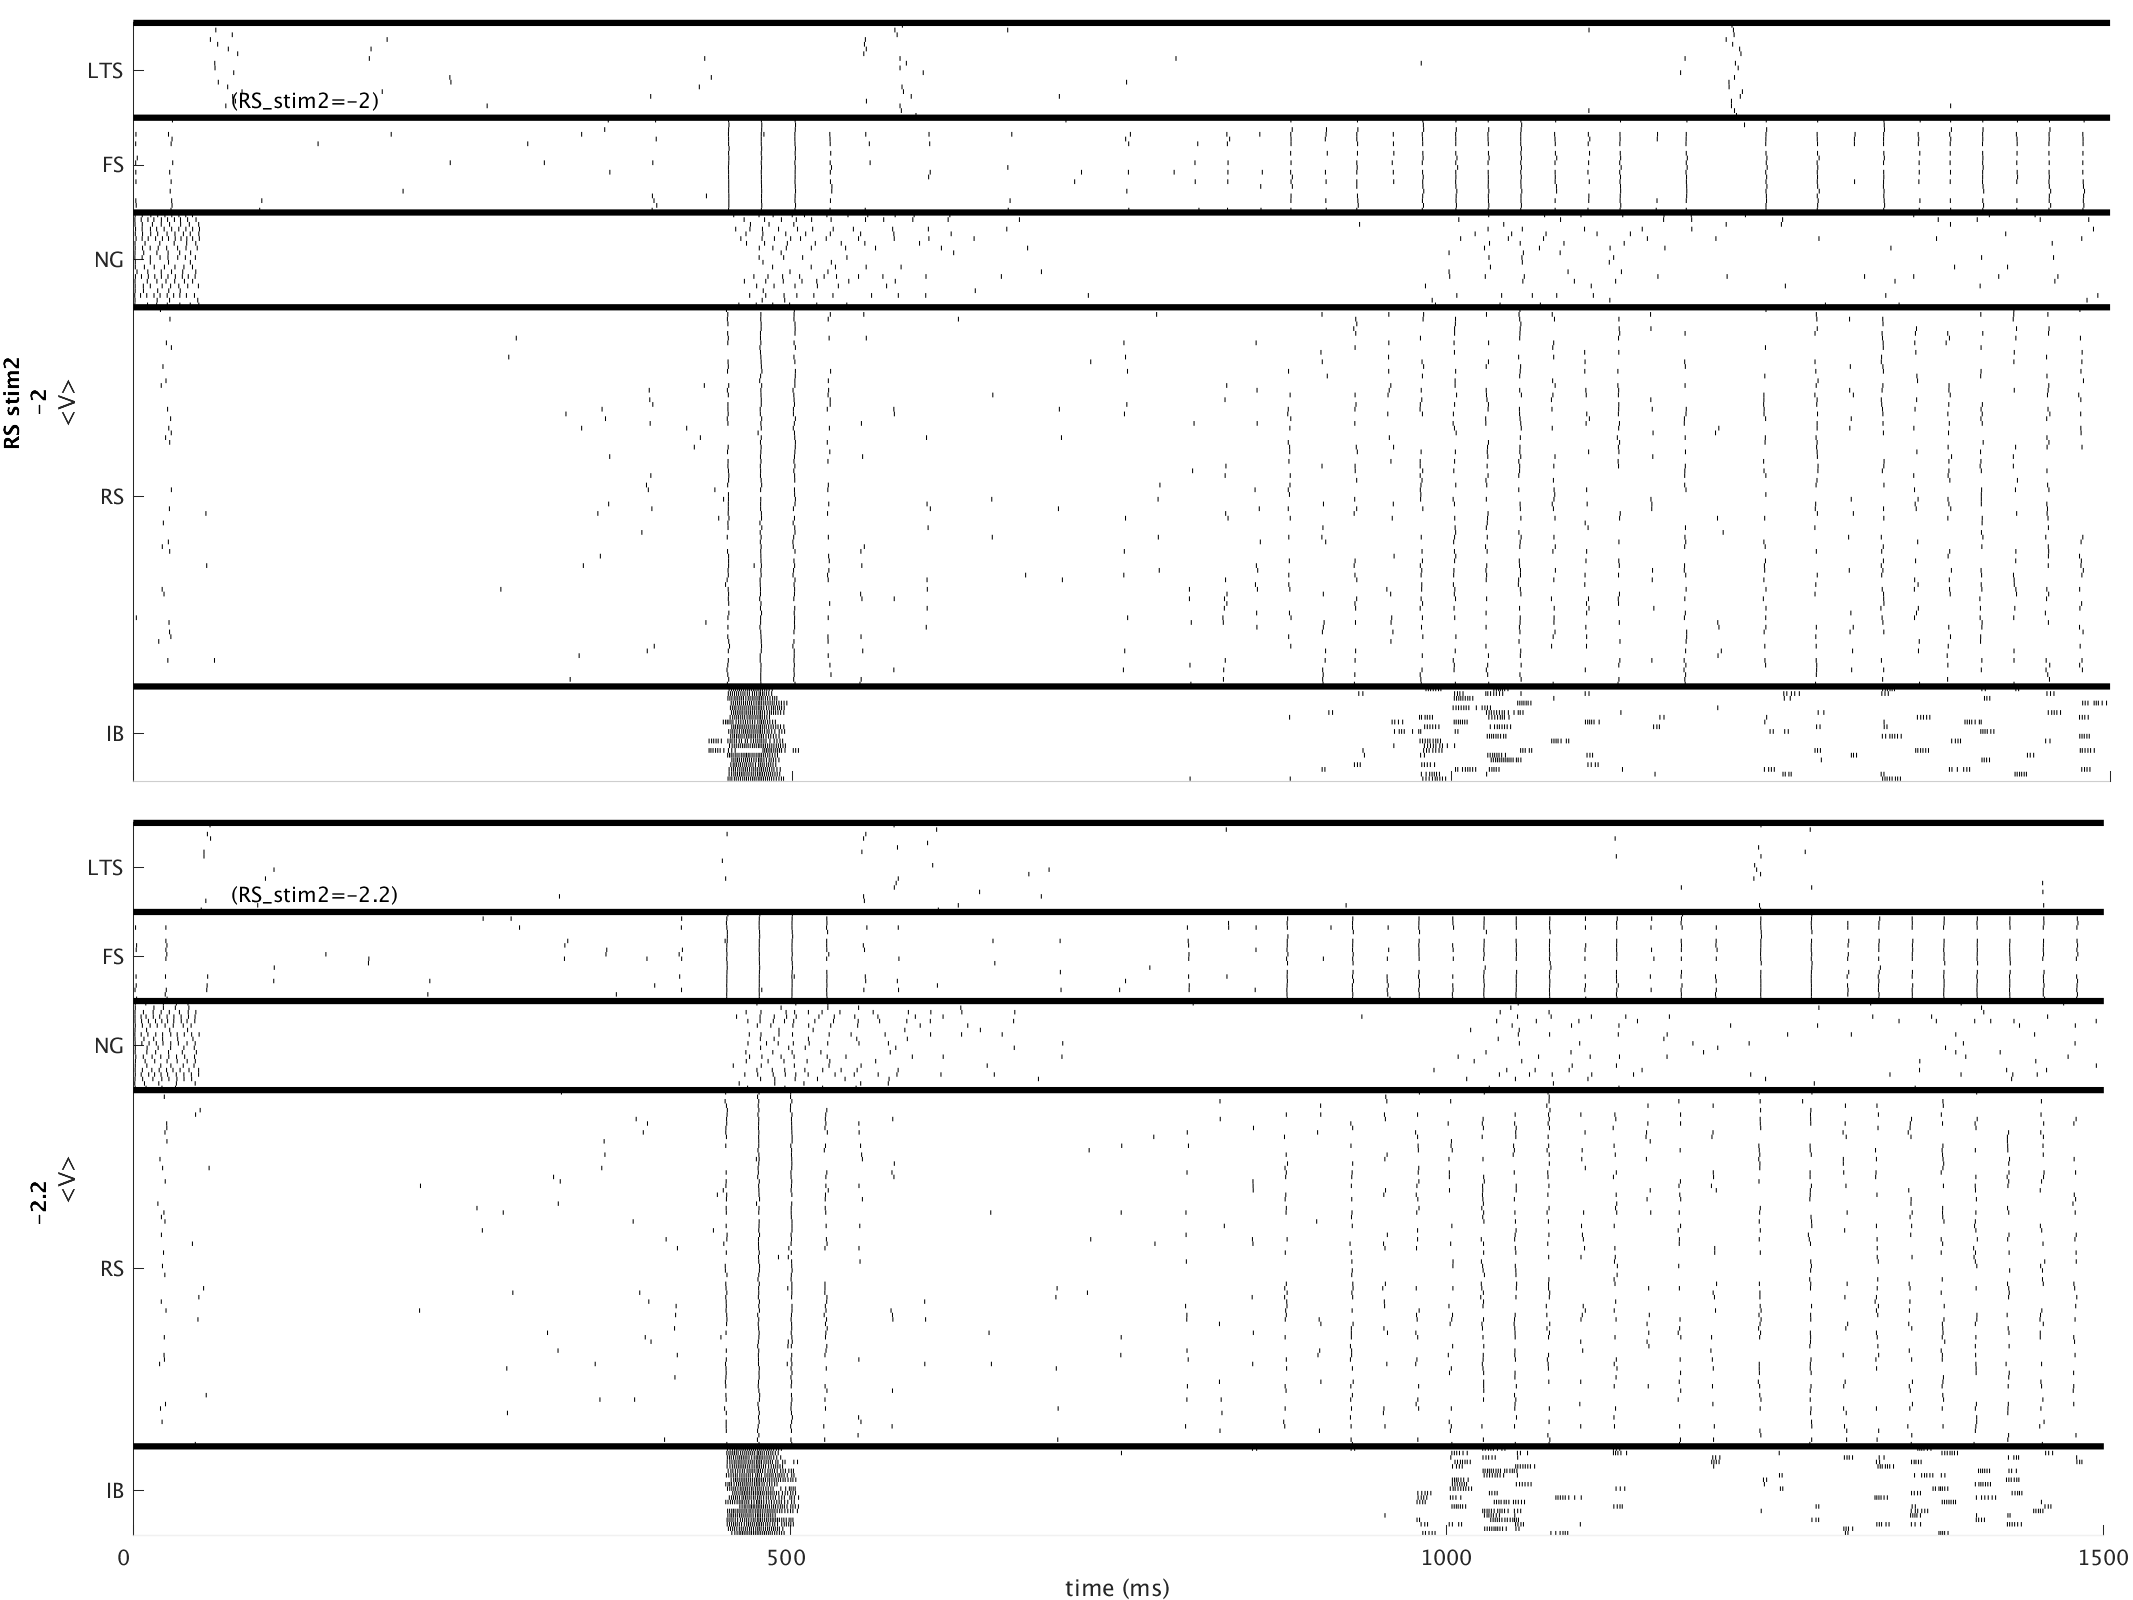 LTS
(RS_stim2=-2)
FS
NG
RS stim2
-2
<V>
RS
IB
LTS
(RS_stim2=-2.2)
FS
NG
-2.2
<V>
RS
IB
0 500 1000 1500
time (ms)